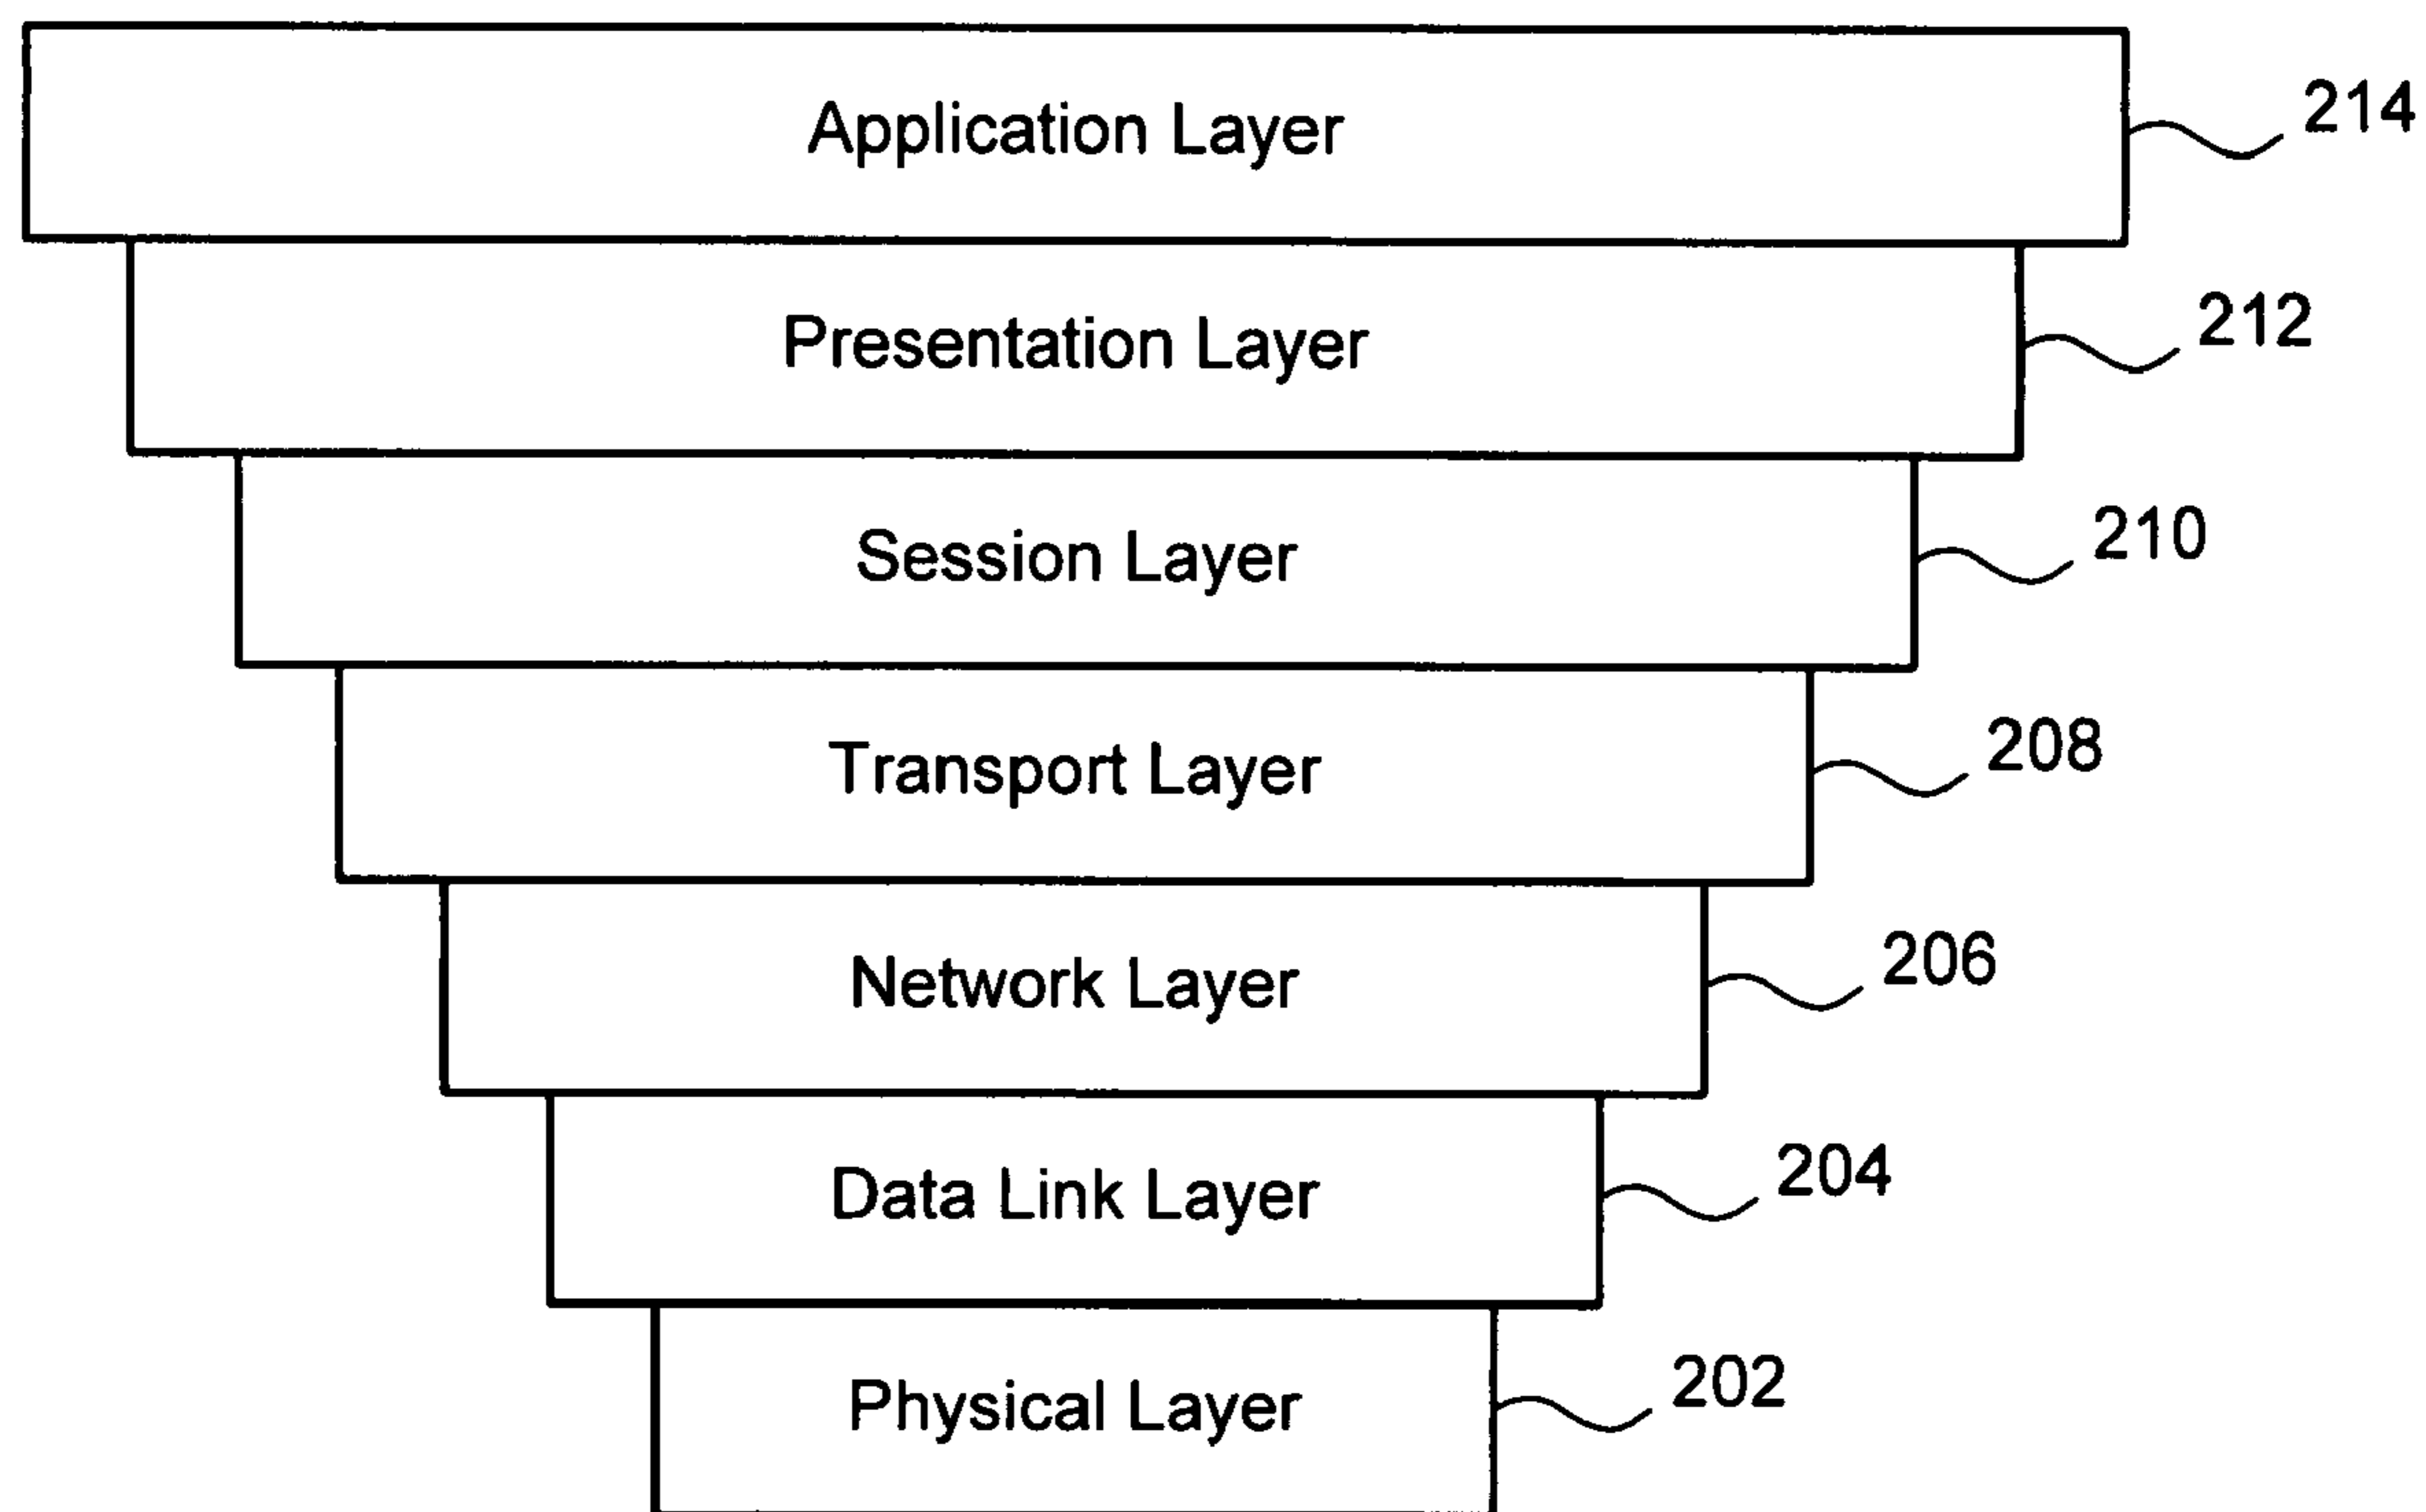 Application Layer 214
Presentation Layer 212
Session Layer 210
Transport Layer 208
Network Layer 206
Data Link Layer 204
Physical Layer 202